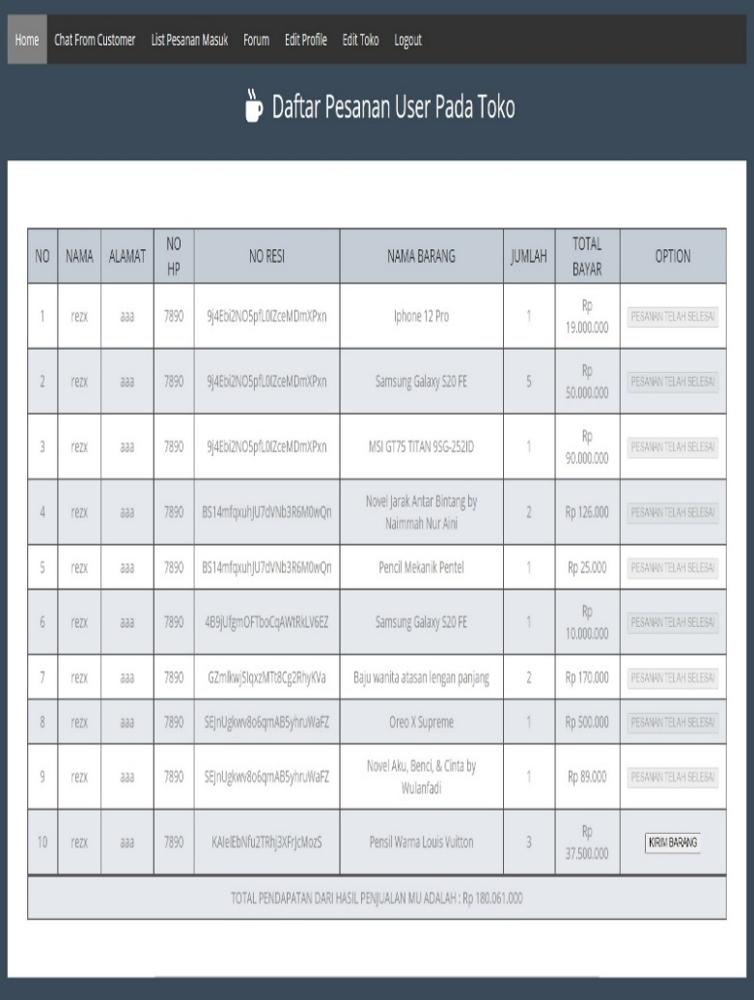 Home Chat From Customer List Pesanan Masuk Forum Edit Profile Edit Toko Logout
Daftar Pesanan User Pada Toko
NO NAMA ALAMAT NO HP NO RESI NAMA BARANG JUMLAH TOTAL BAYAR OPTION
1 rezx aaa 7890 9j4Ebi2NO5pfL0IZceMDmXPxn Iphone 12 Pro 1 Rp 19.000.000 PESANAN TELAH SELESAI
2 rezx aaa 7890 9j4Ebi2NO5pfL0IZceMDmXPxn Samsung Galaxy S20 FE 5 Rp 50.000.000 PESANAN TELAH SELESAI
3 rezx aaa 7890 9j4Ebi2NO5pfL0IZceMDmXPxn MSI GT75 TITAN 9SG-252ID 1 Rp 90.000.000 PESANAN TELAH SELESAI
4 rezx aaa 7890 BS14mfqxuhJU7dVNb3R6M0wQn Novel Jarak Antar Bintang by Naimmah Nur Aini 2 Rp 126.000 PESANAN TELAH SELESAI
5 rezx aaa 7890 BS14mfqxuhJU7dVNb3R6M0wQn Pencil Mekanik Pentel 1 Rp 25.000 PESANAN TELAH SELESAI
6 rezx aaa 7890 4B9jUfgmOFTboCqAWtRkLV6EZ Samsung Galaxy S20 FE 1 Rp 10.000.000 PESANAN TELAH SELESAI
7 rezx aaa 7890 GZmlkwj5IqxzMTt8Cg2RhyKVa Baju wanita atasan lengan panjang 2 Rp 170.000 PESANAN TELAH SELESAI
8 rezx aaa 7890 SEJnUgkwv8o6qmAB5yhruWaFZ Oreo X Supreme 1 Rp 500.000 PESANAN TELAH SELESAI
9 rezx aaa 7890 SEJnUgkwv8o6qmAB5yhruWaFZ Novel Aku, Benci, & Cinta by Wulanfadi 1 Rp 89.000 PESANAN TELAH SELESAI
10 rezx aaa 7890 KAIelEbNfu2TRhj3XFrJcMozS Pensil Warna Louis Vuitton 3 Rp 37.500.000 KIRIM BARANG
TOTAL PENDAPATAN DARI HASIL PENJUALAN MU ADALAH : Rp 180.061.000